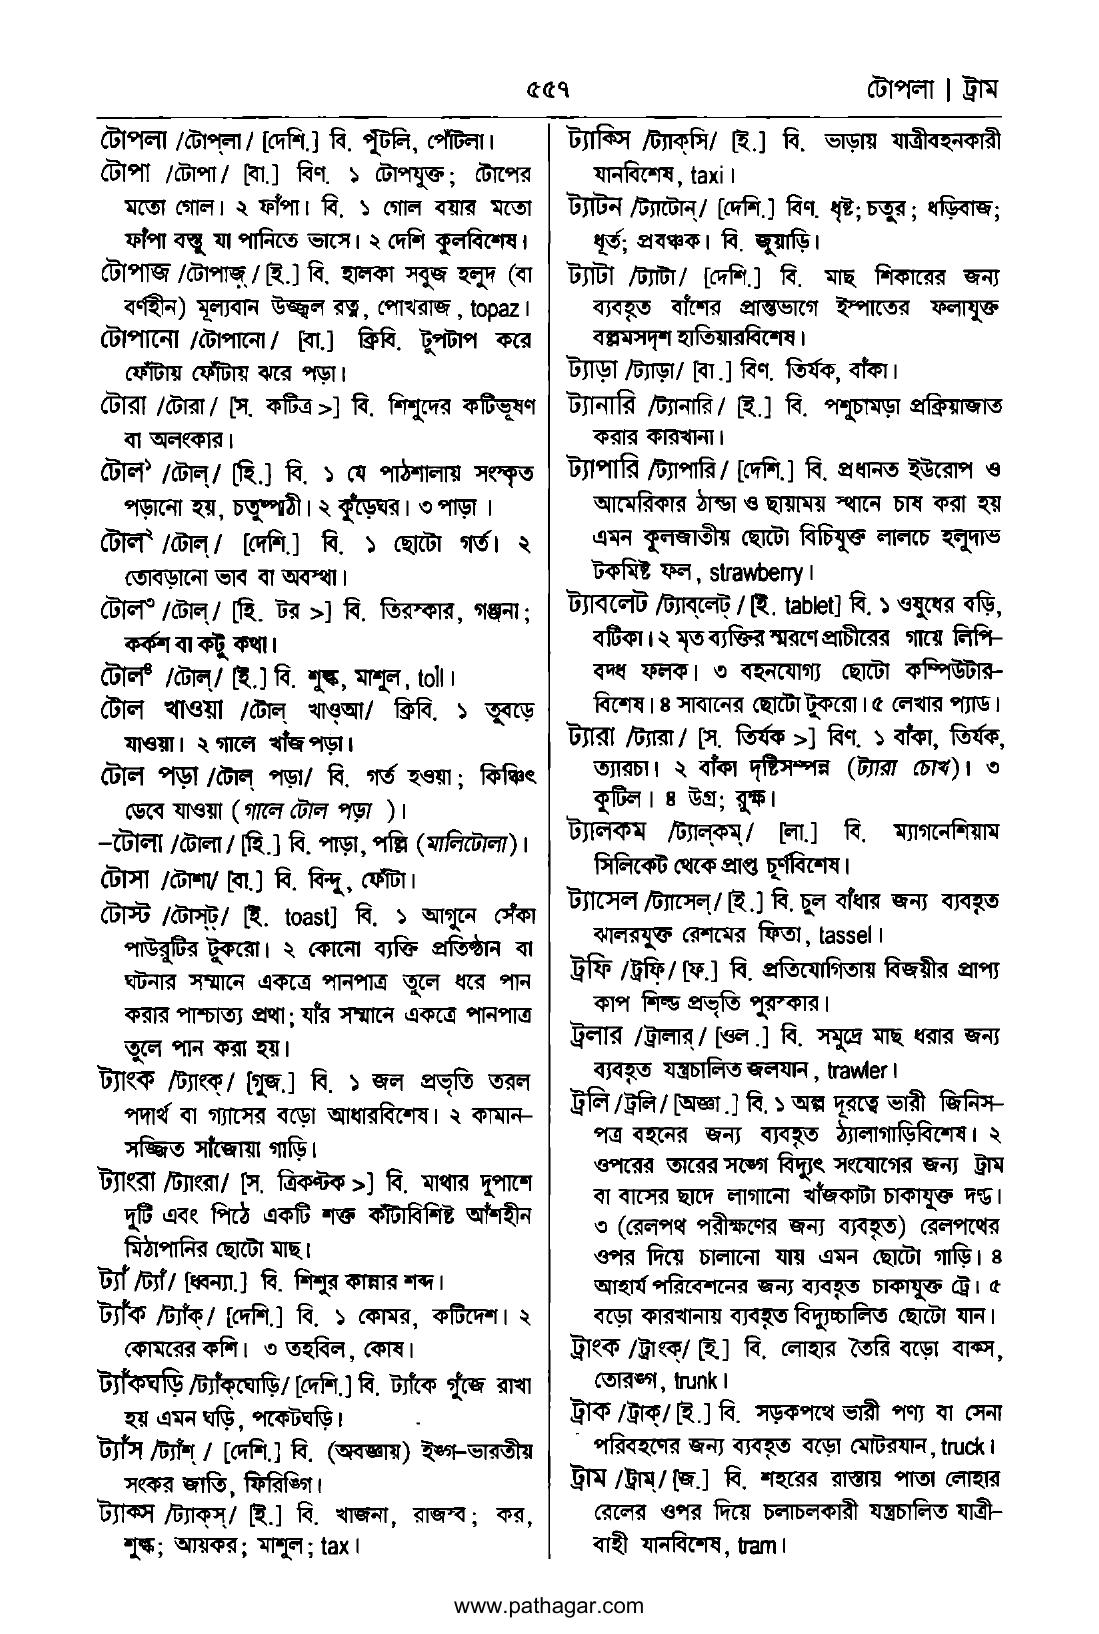 ৫৫৭
টোপলা | ট্রাম
টোপলা /টোপ্‌লা/ [দেশি.] বি. পুঁটলি, পোঁটলা।
টোপা /টোপা/ [বা.] বিণ. ১ টোপযুক্ত; টোপের
মতো গোল। ২ ফাঁপা। বি. ১ গোল বয়ার মতো
ফাঁপা বস্তু যা পানিতে ভাসে। ২ দেশি কুলবিশেষ।
টোপাজ /টোপাজ্‌/ [ই.] বি. হালকা সবুজ হলুদ (বা
বর্ণহীন) মূল্যবান উজ্জ্বল রত্ন, পোখরাজ, topaz।
টোপানো /টোপানো/ [বা.] ক্রিবি. টুপটাপ করে
ফোঁটায় ফোঁটায় ঝরে পড়া।
টোরা /টোরা/ [স. কটিত্র >] বি. শিশুদের কটিভূষণ
বা অলংকার।
টোল১ /টোল্‌/ [হি.] বি. ১ যে পাঠশালায় সংস্কৃত
পড়ানো হয়, চতুষ্পাঠী। ২ কুঁড়েঘর। ৩ পাড়া ।
টোল২ /টোল্‌/ [দেশি.] বি. ১ ছোটো গর্ত। ২
তোবড়ানো ভাব বা অবস্থা।
টোল৩ /টোল্‌/ [হি. টর >] বি. তিরস্কার, গঞ্জনা;
কর্কশ বা কটু কথা।
টোল৪ /টোল্‌/ [ই.] বি. শুল্ক, মাশুল, toll।
টোল খাওয়া /টোল্‌ খাওআ/ ক্রিবি. ১ তুবড়ে
যাওয়া। ২ গালে খাঁজ পড়া।
টোল পড়া /টোল্‌ পড়া/ বি. গর্ত হওয়া; কিঞ্চিৎ
ডেবে যাওয়া (গালে টোল পড়া )।
–টোলা /টোলা/ [হি.] বি. পাড়া, পল্লি (মালিটোলা)।
টোসা /টোশা/ [বা.] বি. বিন্দু, ফোঁটা।
টোস্ট /টোস্‌ট্‌/ [ই. toast] বি. ১ আগুনে সেঁকা
পাউরুটির টুকরো। ২ কোনো ব্যক্তি প্রতিষ্ঠান বা
ঘটনার সম্মানে একত্রে পানপাত্র তুলে ধরে পান
করার পাশ্চাত্য প্রথা; যাঁর সম্মানে একত্রে পানপাত্র
তুলে পান করা হয়।
ট্যাংক /ট্যাংক্‌/ [গুজ.] বি. ১ জল প্রভৃতি তরল
পদার্থ বা গ্যাসের বড়ো আধারবিশেষ। ২ কামান–
সজ্জিত সাঁজোয়া গাড়ি।
ট্যাংরা /ট্যাংরা/ [স. ত্রিকণ্টক >] বি. মাথার দুপাশে
দুটি এবং পিঠে একটি শক্ত কাঁটাবিশিষ্ট আঁশহীন
মিঠাপানির ছোটো মাছ।
ট্যাঁ /ট্যাঁ/ [ধ্বন্যা.] বি. শিশুর কান্নার শব্দ।
ট্যাঁক /ট্যাঁক্‌/ [দেশি.] বি. ১ কোমর, কটিদেশ। ২
কোমরের কশি। ৩ তহবিল, কোষ।
ট্যাঁকঘড়ি /ট্যাঁক্‌ঘোড়ি/ [দেশি.] বি. ট্যাঁকে গুঁজে রাখা
হয় এমন ঘড়ি, পকেটঘড়ি।
ট্যাঁস /ট্যাঁশ্‌ / [দেশি.] বি. (অবজ্ঞায়) ইঙ্গ–ভারতীয়
সংকর জাতি, ফিরিঙ্গি।
ট্যাক্স /ট্যাক্‌স্‌/ [ই.] বি. খাজনা, রাজস্ব; কর,
শুল্ক; আয়কর; মাশুল; tax।
ট্যাক্সি /ট্যাক্‌সি/ [ই.] বি. ভাড়ায় যাত্রীবহনকারী
যানবিশেষ, taxi।
ট্যাটন /ট্যাটোন্‌/ [দেশি.] বিণ. ধৃষ্ট; চতুর; ধড়িবাজ;
ধূর্ত; প্রবঞ্চক। বি. জুয়াড়ি।
ট্যাটা /ট্যাটা/ [দেশি.] বি. মাছ শিকারের জন্য
ব্যবহৃত বাঁশের প্রান্তভাগে ইস্পাতের ফলাযুক্ত
বল্লমসদৃশ হাতিয়ারবিশেষ।
ট্যাড়া /ট্যাড়া/ [বা.] বিণ. তির্যক, বাঁকা।
ট্যানারি /ট্যানারি/ [ই.] বি. পশুচামড়া প্রক্রিয়াজাত
করার কারখানা।
ট্যাপারি /ট্যাপারি/ [দেশি.] বি. প্রধানত ইউরোপ ও
আমেরিকার ঠান্ডা ও ছায়াময় স্থানে চাষ করা হয়
এমন কুলজাতীয় ছোটো বিচিযুক্ত লালচে হলুদাভ
টকমিষ্ট ফল, strawberry।
ট্যাবলেট /ট্যাব্‌লেট্‌ / [ই. tablet] বি. ১ ওষুধের বড়ি,
বটিকা। ২ মৃত ব্যক্তির স্মরণে প্রাচীরের গায়ে লিপি–
বদ্ধ ফলক। ৩ বহনযোগ্য ছোটো কম্পিউটার–
বিশেষ। ৪ সাবানের ছোটো টুকরো। ৫ লেখার প্যাড।
ট্যারা /ট্যারা/ [স. তির্যক >] বিণ. ১ বাঁকা, তির্যক,
ত্যারচা। ২ বাঁকা দৃষ্টিসম্পন্ন (ট্যারা চোখ)। ৩
কুটিল। ৪ উগ্র; রুক্ষ।
ট্যালকম /ট্যাল্‌কম্‌/ [লা.] বি. ম্যাগনেশিয়াম
সিলিকেট থেকে প্রাপ্ত চূর্ণবিশেষ।
ট্যাসেল /ট্যাসেল্‌/ [ই.] বি. চুল বাঁধার জন্য ব্যবহৃত
ঝালরযুক্ত রেশমের ফিতা, tassel।
ট্রফি /ট্রফি/ [ফ.] বি. প্রতিযোগিতায় বিজয়ীর প্রাপ্য
কাপ শিল্ড প্রভৃতি পুরস্কার।
ট্রলার /ট্রালার্‌/ [ওল.] বি. সমুদ্রে মাছ ধরার জন্য
ব্যবহৃত যন্ত্রচালিত জলযান, trawler।
ট্রলি /ট্রলি/ [অজ্ঞা.] বি. ১ অল্প দূরত্বে ভারী জিনিস–
পত্র বহনের জন্য ব্যবহৃত ঠ্যালাগাড়িবিশেষ। ২
ওপরের তারের সঙ্গে বিদ্যুৎ সংযোগের জন্য ট্রাম
বা বাসের ছাদে লাগানো খাঁজকাটা চাকাযুক্ত দণ্ড।
৩ (রেলপথ পরীক্ষণের জন্য ব্যবহৃত) রেলপথের
ওপর দিয়ে চালানো যায় এমন ছোটো গাড়ি। ৪
আহার্য পরিবেশনের জন্য ব্যবহৃত চাকাযুক্ত ট্রে। ৫
বড়ো কারখানায় ব্যবহৃত বিদ্যুচ্চালিত ছোটো যান।
ট্রাংক /ট্রাংক্‌/ [ই.] বি. লোহার তৈরি বড়ো বাক্স,
তোরঙ্গ, trunk।
ট্রাক /ট্রাক্‌/ [ই.] বি. সড়কপথে ভারী পণ্য বা সেনা
পরিবহণের জন্য ব্যবহৃত বড়ো মোটরযান, truck।
ট্রাম /ট্রাম্‌/ [জ.] বি. শহরের রাস্তায় পাতা লোহার
রেলের ওপর দিয়ে চলাচলকারী যন্ত্রচালিত যাত্রী–
বাহী যানবিশেষ, tram।
www.pathagar.com